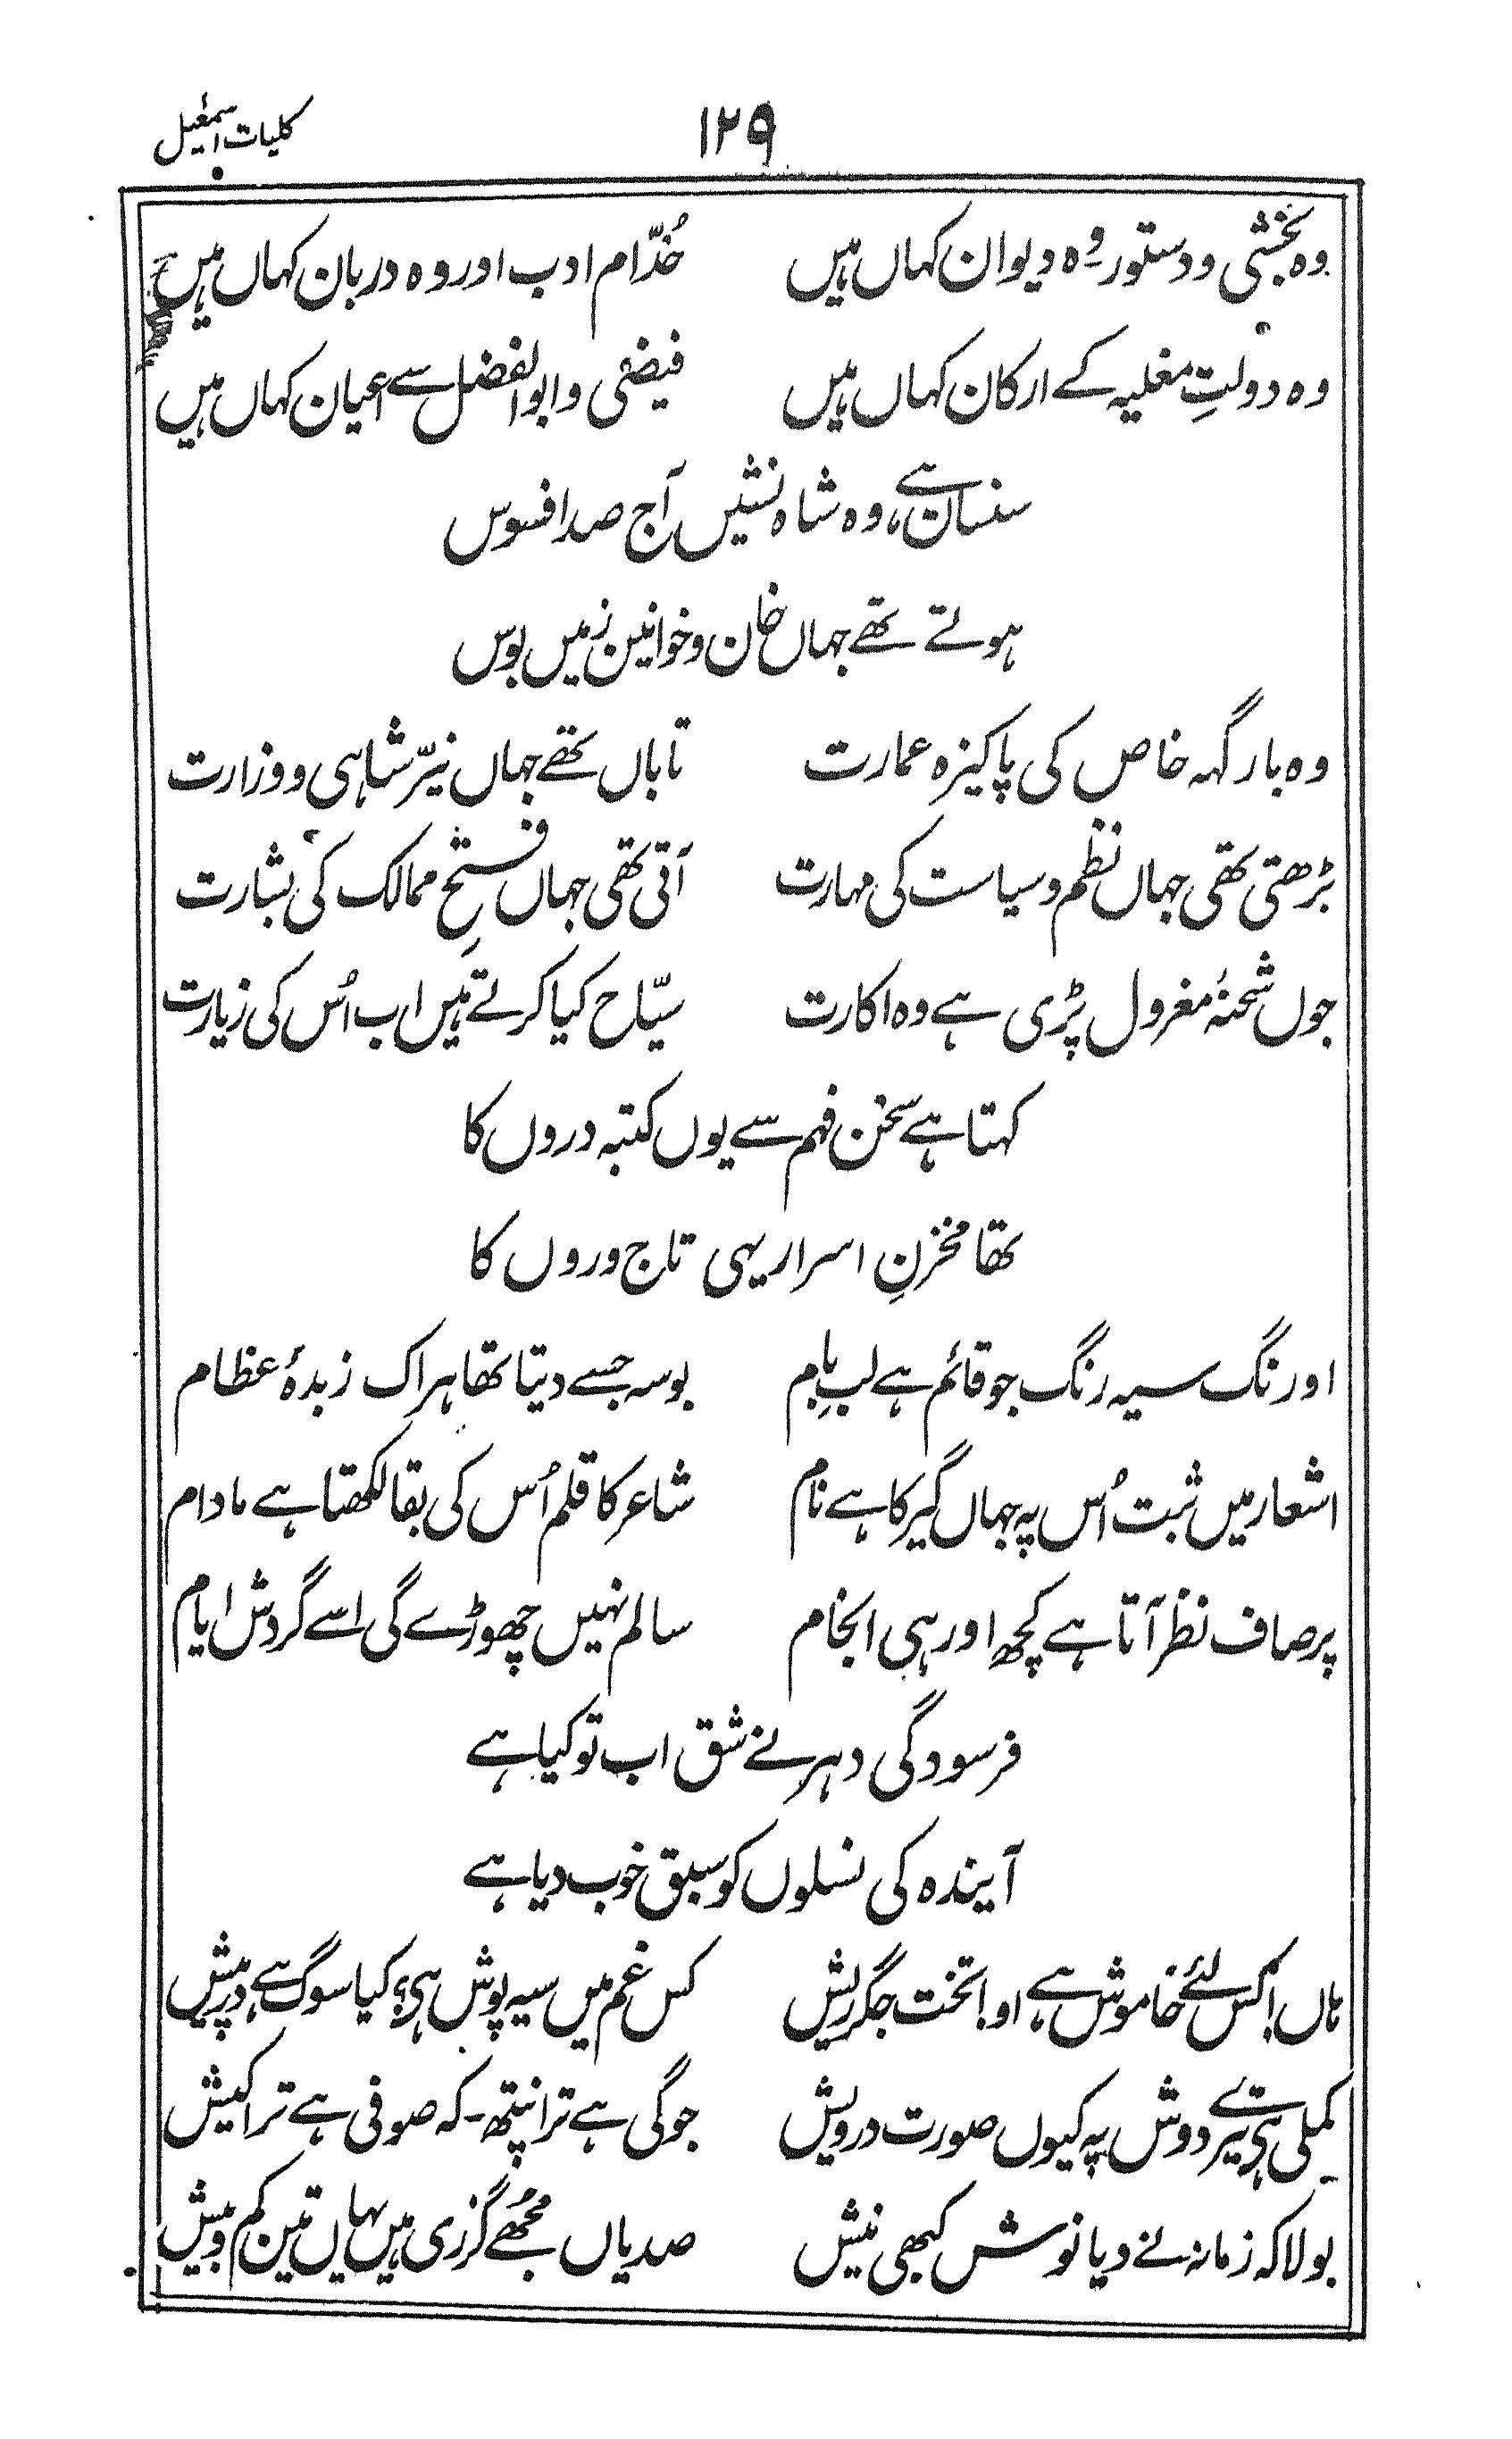 ۱۲۹ کلیات اسمٰعیل
وہ بخشی و دستور وہ دیوان کہاں ہیں خُدّام ادب اور وہ دربان کہاں ہیں
وہ دولتِ مغلیہ کے ارکان کہاں ہیں فیضی و ابوالفضل سے اعیان کہاں ہیں
سنسان ہے، وہ شاہ نشیں آج صد افسوس
ہوتے تھے جہاں خان و خوانین زمیں بوس
وہ بارگہہ خاص کی پاکیزہ عمارت تاباں تھے جہاں نیّرِ شاہی و وزارت
بڑھتی تھی جہاں نظم و سیاست کی مہارت آتی تھی جہاں فتحِ ممالک کی بشارت
جوں شحنۂ مغرول پڑی ہے وہ اکارت سیّاح کیا کرتے ہیں اب اُس کی زیارت
کہتا ہے سخن فہم سے یوں کتبہ دروں کا
تھا مخزنِ اسرار یہی تاج وروں کا
اورنگ سیہ رنگ جو قائم ہے لبِ بام بوسہ جسے دیتا تھا ہر اک زبدۂ عظام
اشعار میں ثبت اُس پہ جہاں گیر کا ہے نام شاعر کا قلم اُس کی بقا لکھتا ہے مادام
پر صاف نظر آتا ہے کچھ اور ہی انجام سالم نہیں چھوڑے گی اسے گردش ایام
فرسودگی دہر نے شق اب تو کیا ہے
آیندہ کی نسلوں کو سبق خوب دیا ہے
ہاں! کس لئے خاموش ہے، او! تخت جگر ریش کس غم میں سیہ پوش ہی؟ کیا سوگ ہے درپیش
کملی ہی تیرے دوش پہ کیوں صورت درویش جوگی ہے ترا پنتھ۔ کہ صوفی ہے ترا کیش
بولا کہ زمانہ نے دیا نوش کبھی نیش صدیاں مُجھے گزری ہیں یہاں تین کم و بیش